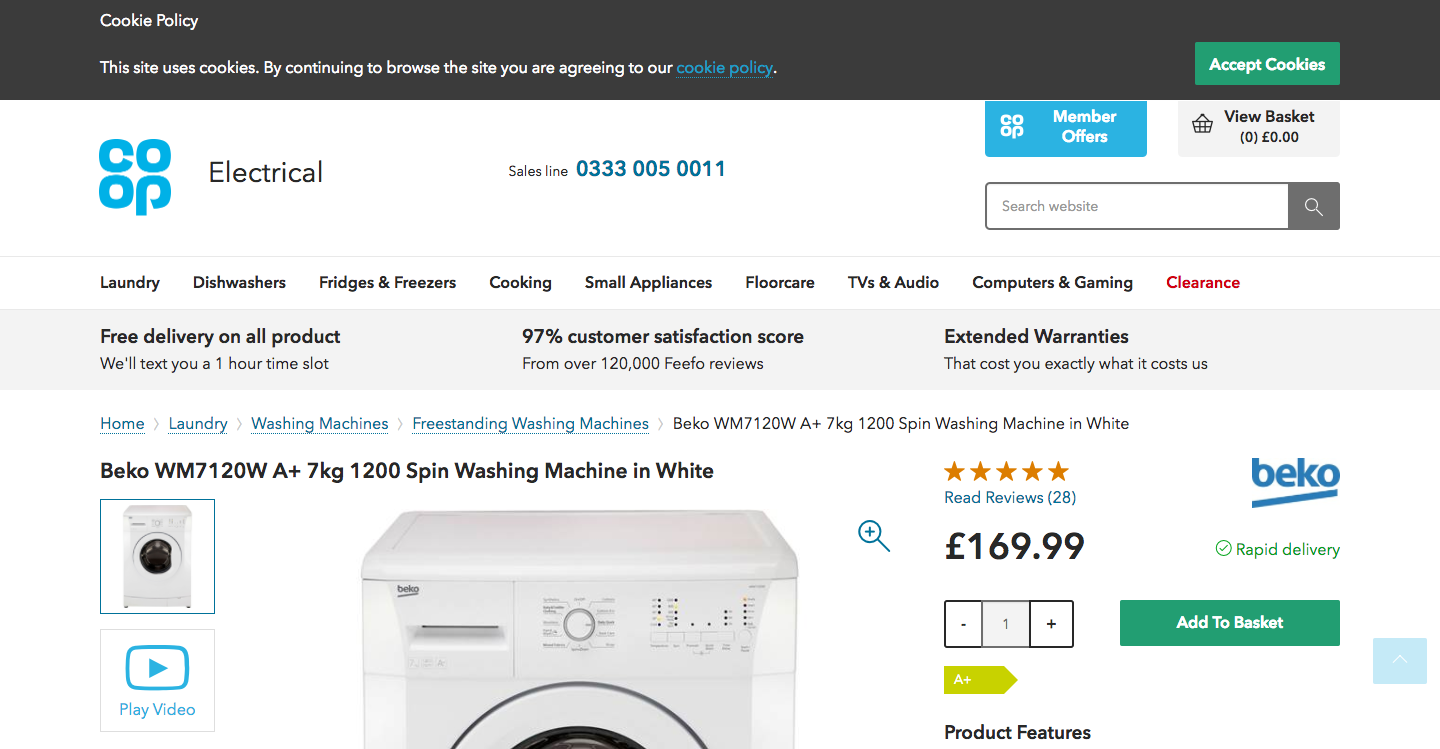 Cookie Policy
This site uses cookies. By continuing to browse the site you are agreeing to our cookie policy.
Accept Cookies
co
op
Member
Offers
View Basket
(0) £0.00
co
op
Electrical
Sales line 0333 005 0011
Search website
Laundry Dishwashers Fridges & Freezers Cooking Small Appliances Floorcare TVs & Audio Computers & Gaming Clearance
Free delivery on all product
We'll text you a 1 hour time slot
97% customer satisfaction score
From over 120,000 Feefo reviews
Extended Warranties
That cost you exactly what it costs us
Home > Laundry > Washing Machines > Freestanding Washing Machines > Beko WM7120W A+ 7kg 1200 Spin Washing Machine in White
Beko WM7120W A+ 7kg 1200 Spin Washing Machine in White
beko
Play Video
Read Reviews (28)
beko
£169.99
Rapid delivery
- 1 +
Add To Basket
A+
Product Features